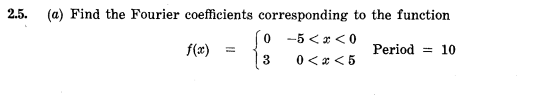 2.5. (a) Find the Fourier coefficients corresponding to the function
f(x) = { 0 -5 < x < 0
3 0 < x < 5 Period = 10